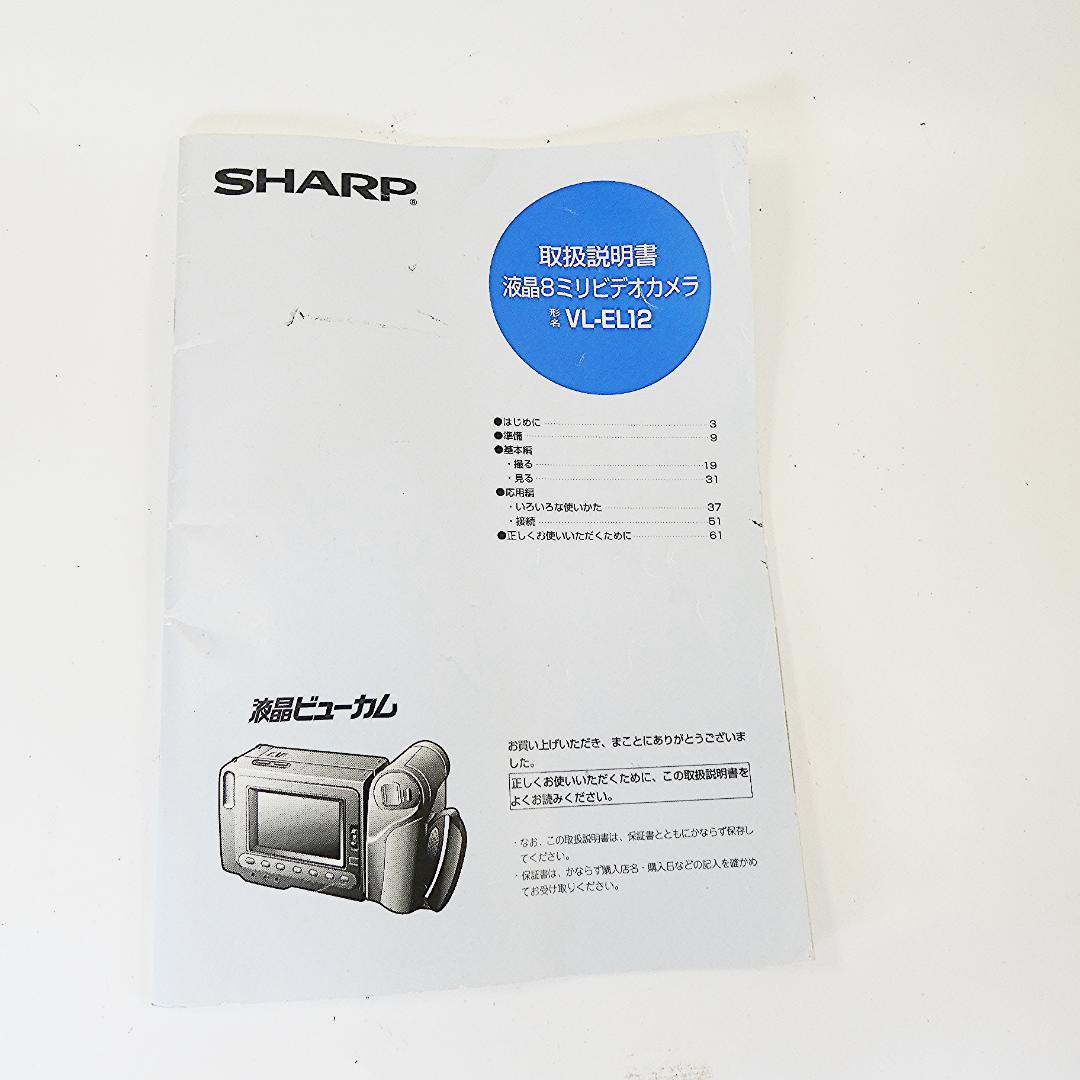 SHARP®
取扱説明書
液晶8ミリビデオカメラ
形名 VL-EL12
●はじめに 3
●準備 9
●基本編
・撮る 19
・見る 31
●応用編
・いろいろな使いかた 37
・接続 51
●正しくお使いいただくために 61
液晶ビューカム
お買い上げいただき、まことにありがとうございま
した。
正しくお使いいただくために、この取扱説明書を
よくお読みください。
・なお、この取扱説明書は、保証書とともにかならず保存し
てください。
・保証書は、かならず購入店名・購入日などの記入を確かめ
てお受け取りください。